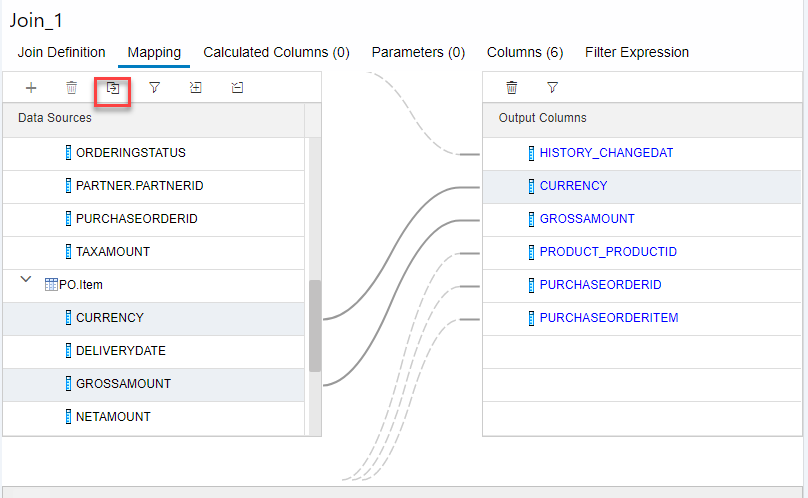 Join_1
Join Definition Mapping Calculated Columns (0) Parameters (0) Columns (6) Filter Expression
Data Sources
ORDERINGSTATUS
PARTNER.PARTNERID
PURCHASEORDERID
TAXAMOUNT
PO.Item
CURRENCY
DELIVERYDATE
GROSSAMOUNT
NETAMOUNT
Output Columns
HISTORY_CHANGEDAT
CURRENCY
GROSSAMOUNT
PRODUCT_PRODUCTID
PURCHASEORDERID
PURCHASEORDERITEM